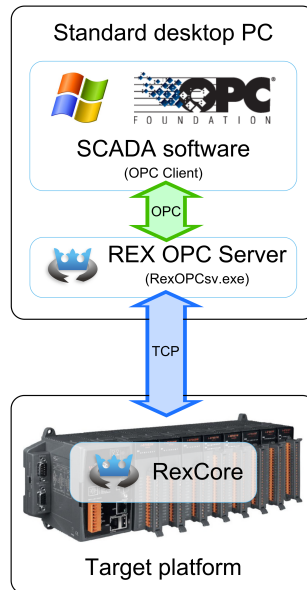 Standard desktop PC
OPC
FOUNDATION
SCADA software
(OPC Client)
OPC
REX OPC Server
(RexOPCsv.exe)
TCP
RexCore
Target platform